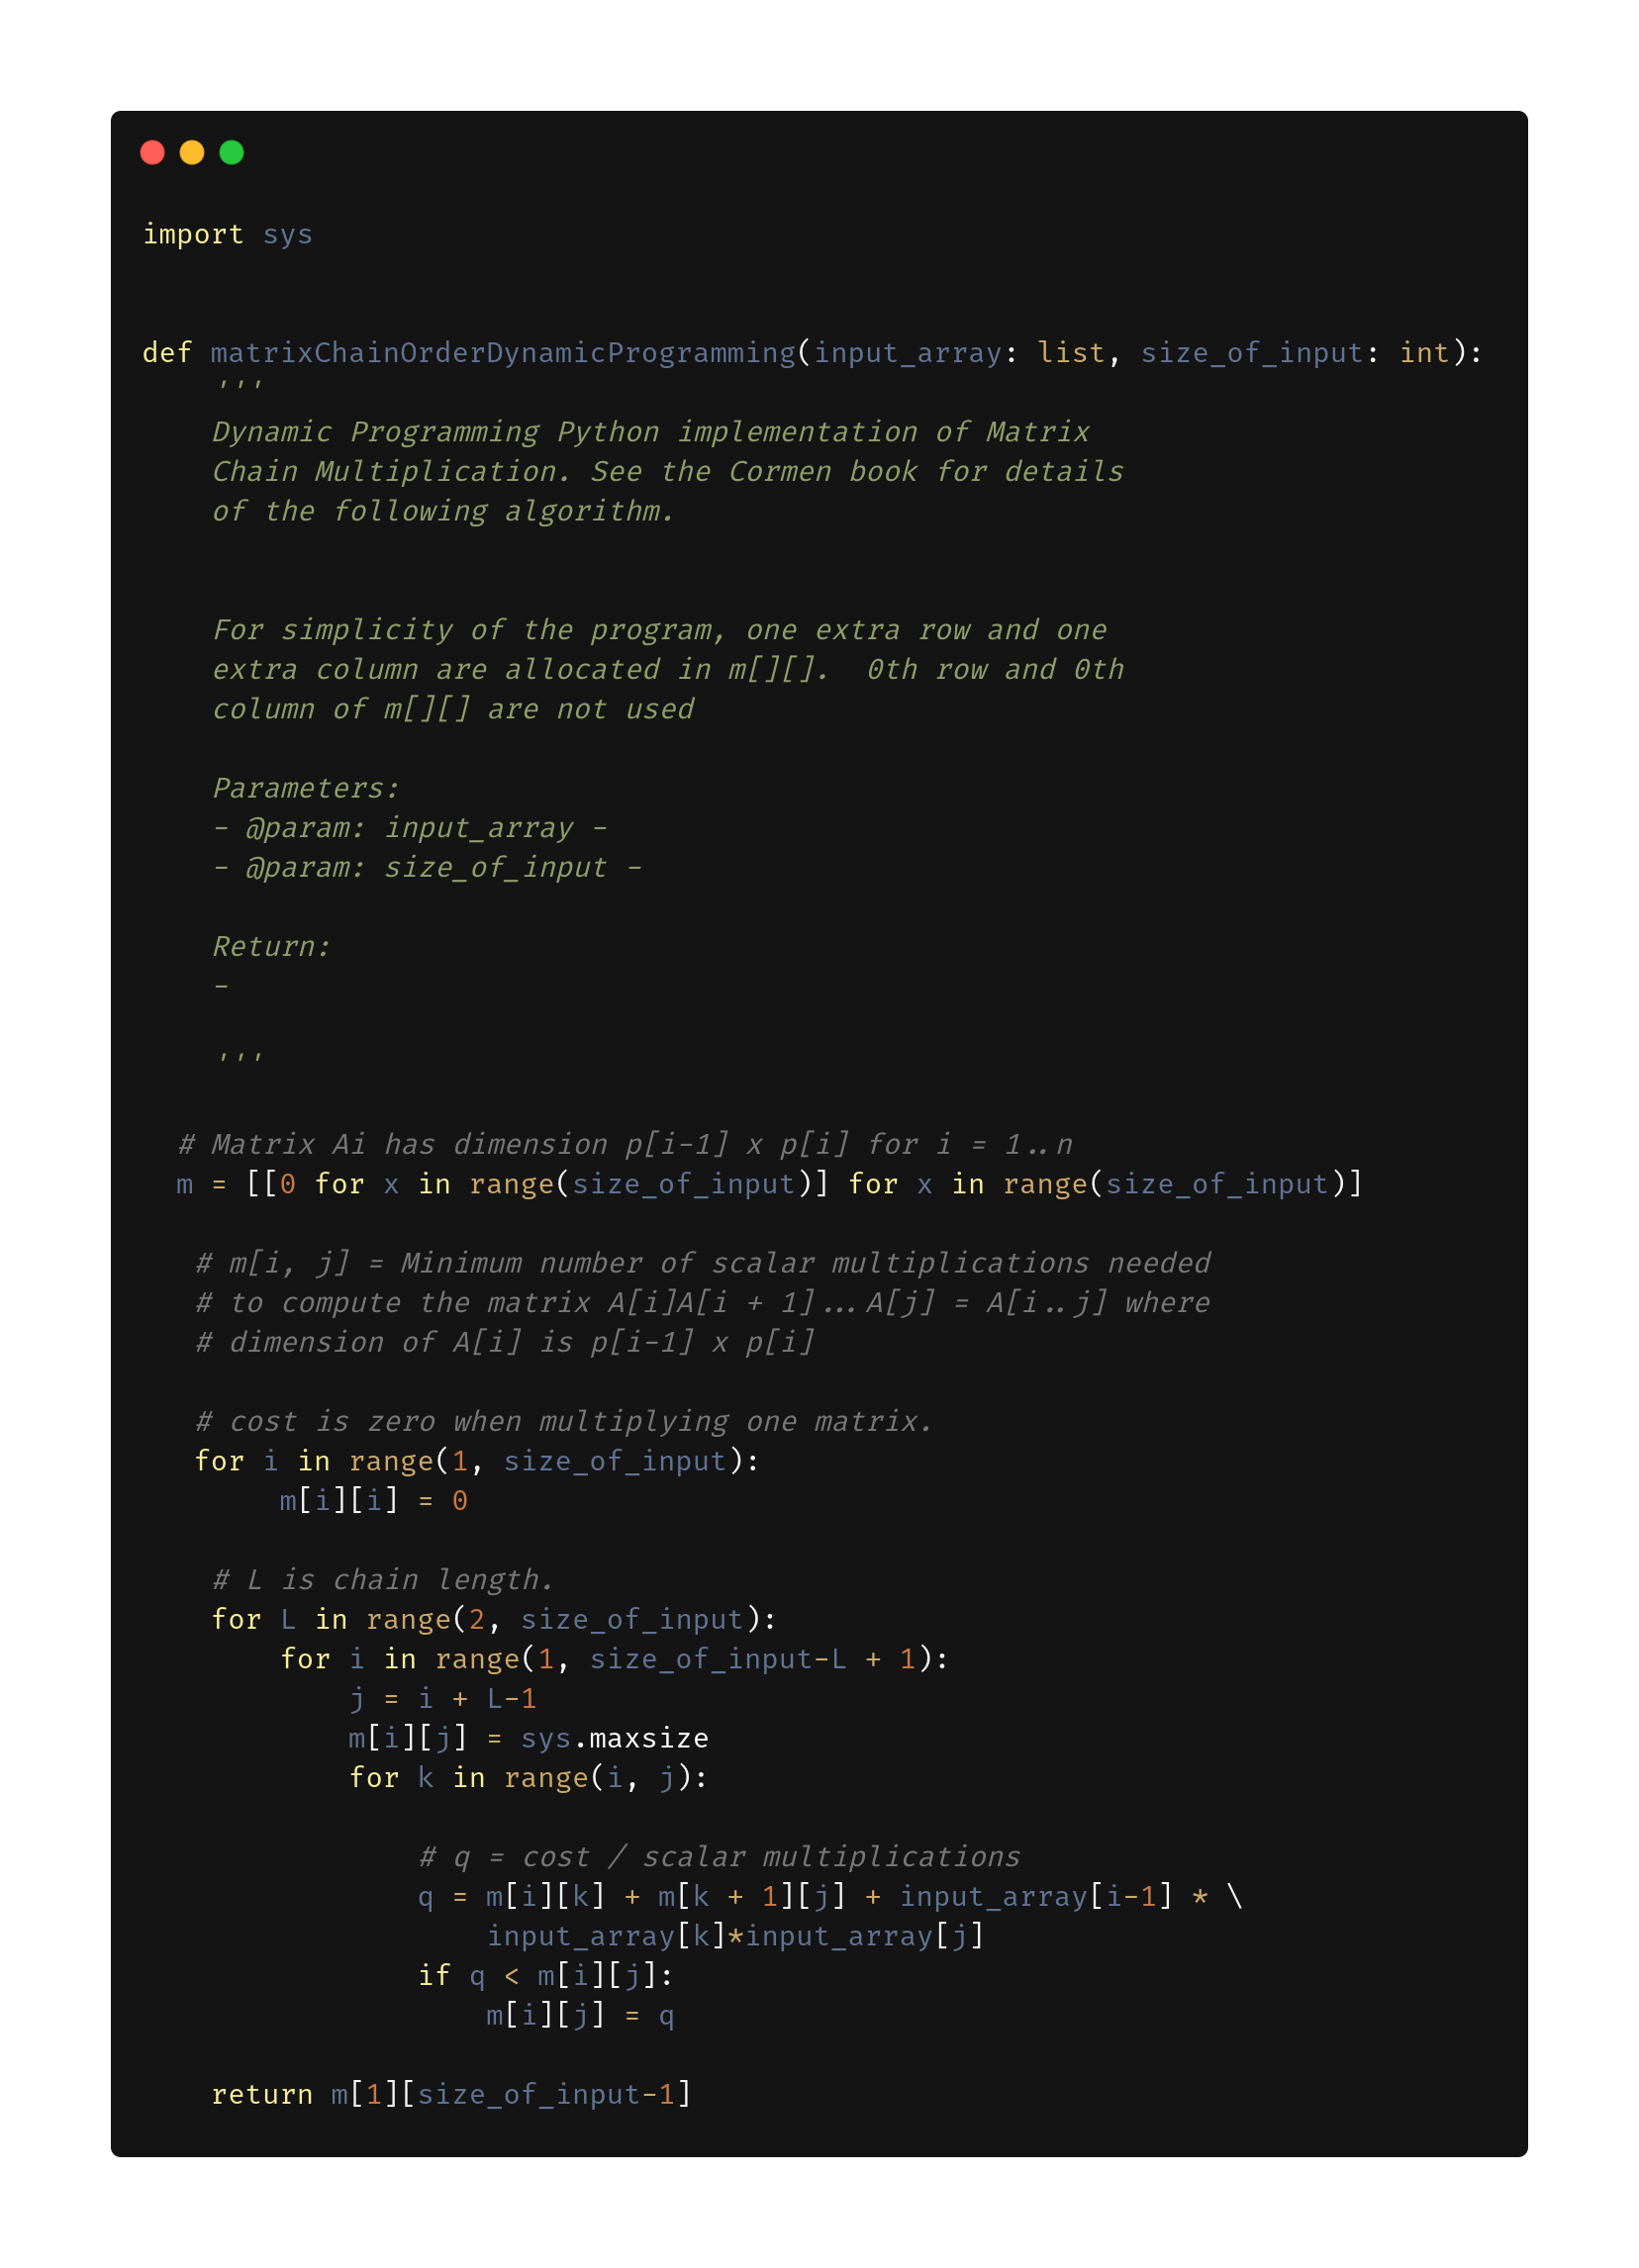 import sys
def matrixChainOrderDynamicProgramming(input_array: list, size_of_input: int):
    '''
    Dynamic Programming Python implementation of Matrix
    Chain Multiplication. See the Cormen book for details
    of the following algorithm.
    For simplicity of the program, one extra row and one
    extra column are allocated in m[][].  0th row and 0th
    column of m[][] are not used
    Parameters:
    - @param: input_array -
    - @param: size_of_input -
    Return:
    -
    '''
  # Matrix Ai has dimension p[i-1] x p[i] for i = 1..n
  m = [[0 for x in range(size_of_input)] for x in range(size_of_input)]
   # m[i, j] = Minimum number of scalar multiplications needed
   # to compute the matrix A[i]A[i + 1]...A[j] = A[i..j] where
   # dimension of A[i] is p[i-1] x p[i]
   # cost is zero when multiplying one matrix.
   for i in range(1, size_of_input):
        m[i][i] = 0
    # L is chain length.
    for L in range(2, size_of_input):
        for i in range(1, size_of_input-L + 1):
            j = i + L-1
            m[i][j] = sys.maxsize
            for k in range(i, j):
                # q = cost / scalar multiplications
                q = m[i][k] + m[k + 1][j] + input_array[i-1] * \
                    input_array[k]*input_array[j]
                if q < m[i][j]:
                    m[i][j] = q
    return m[1][size_of_input-1]